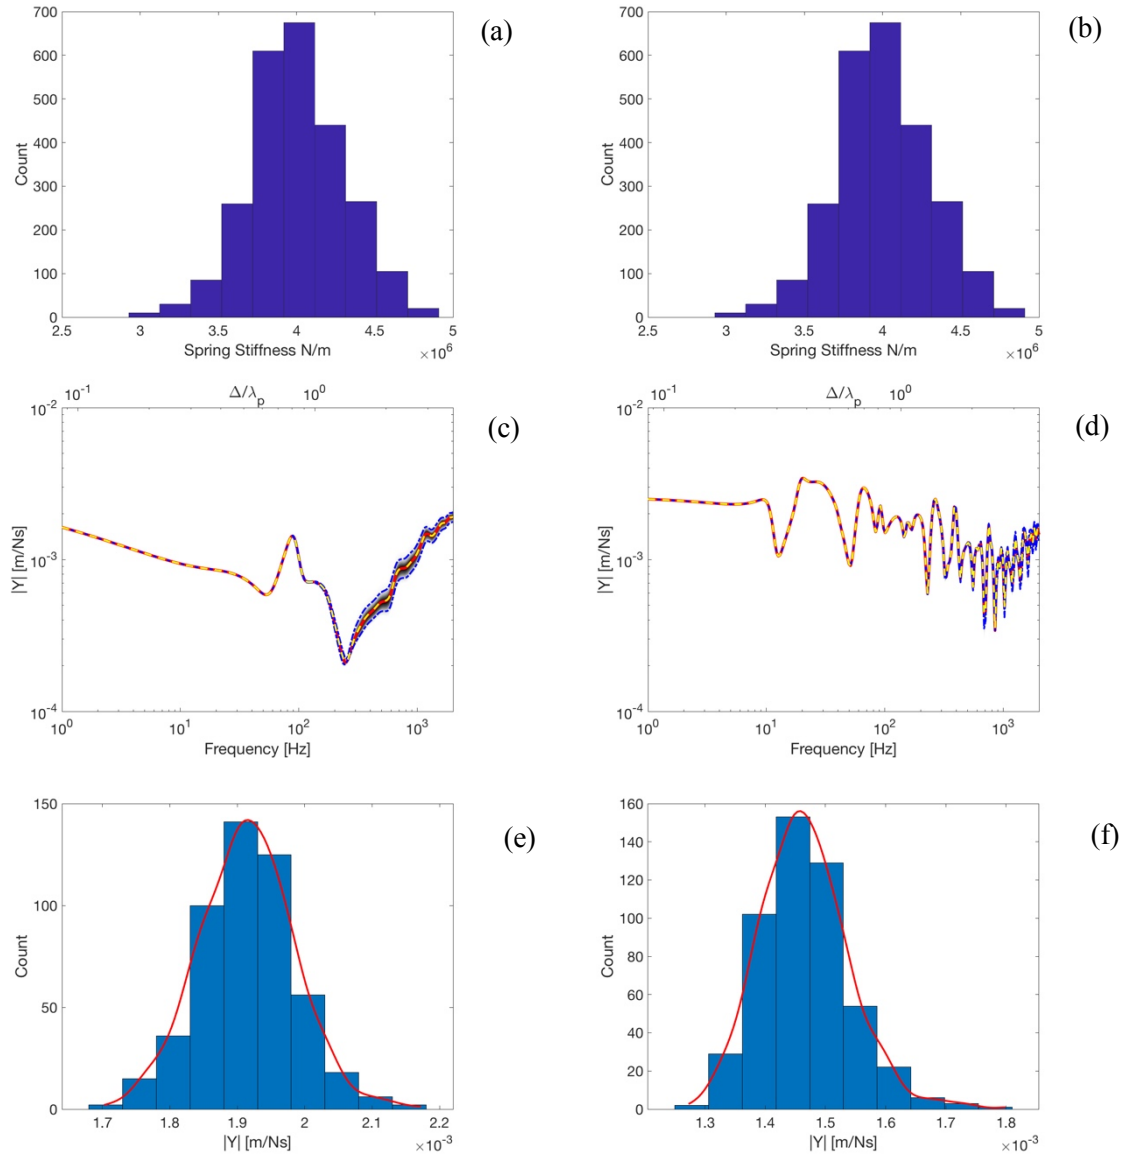 700
600
500
400
300
200
100
0
Count
2.5 3 3.5 4 4.5 5
Spring Stiffness N/m
×10^6
(a)
700
600
500
400
300
200
100
0
Count
2.5 3 3.5 4 4.5 5
Spring Stiffness N/m
×10^6
(b)
10^-1 Δ/λ_p 10^0
10^-2
10^-3
10^-4
|Y| [m/Ns]
10^0 10^1 10^2 10^3
Frequency [Hz]
(c)
10^-1 Δ/λ_p 10^0
10^-2
10^-3
10^-4
|Y| [m/Ns]
10^0 10^1 10^2 10^3
Frequency [Hz]
(d)
150
100
50
0
Count
1.7 1.8 1.9 2 2.1 2.2
|Y| [m/Ns]
×10^-3
(e)
160
140
120
100
80
60
40
20
0
Count
1.3 1.4 1.5 1.6 1.7 1.8
|Y| [m/Ns]
×10^-3
(f)